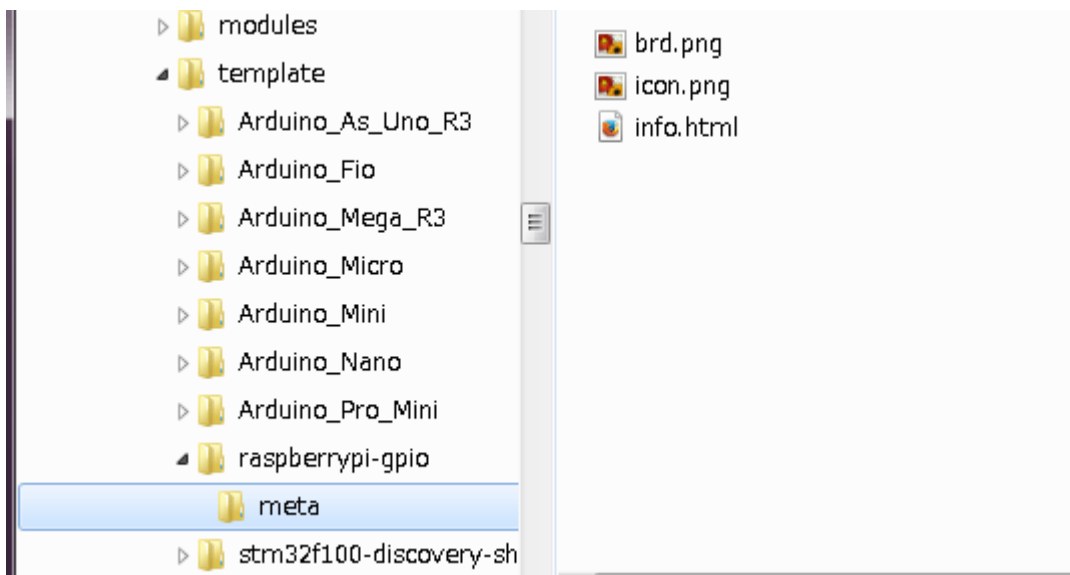 modules
template
Arduino_As_Uno_R3
Arduino_Fio
Arduino_Mega_R3
Arduino_Micro
Arduino_Mini
Arduino_Nano
Arduino_Pro_Mini
raspberrypi-gpio
meta
stm32f100-discovery-sh
brd.png
icon.png
info.html